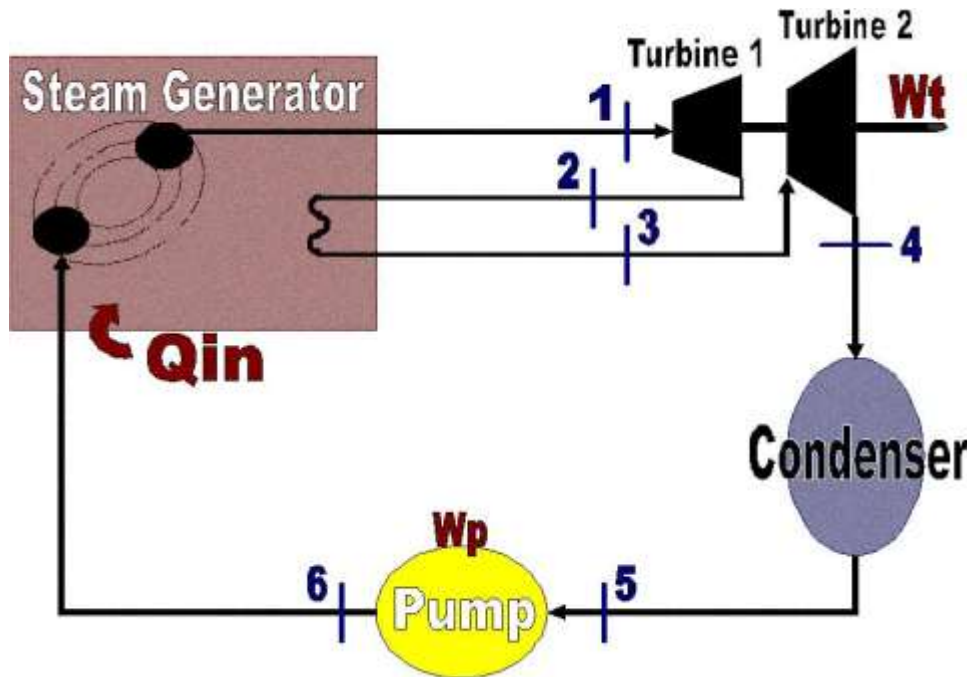 Turbine 2
Turbine 1
Steam Generator
1
Wt
2
3
4
Qin
Condenser
Wp
6
Pump
5